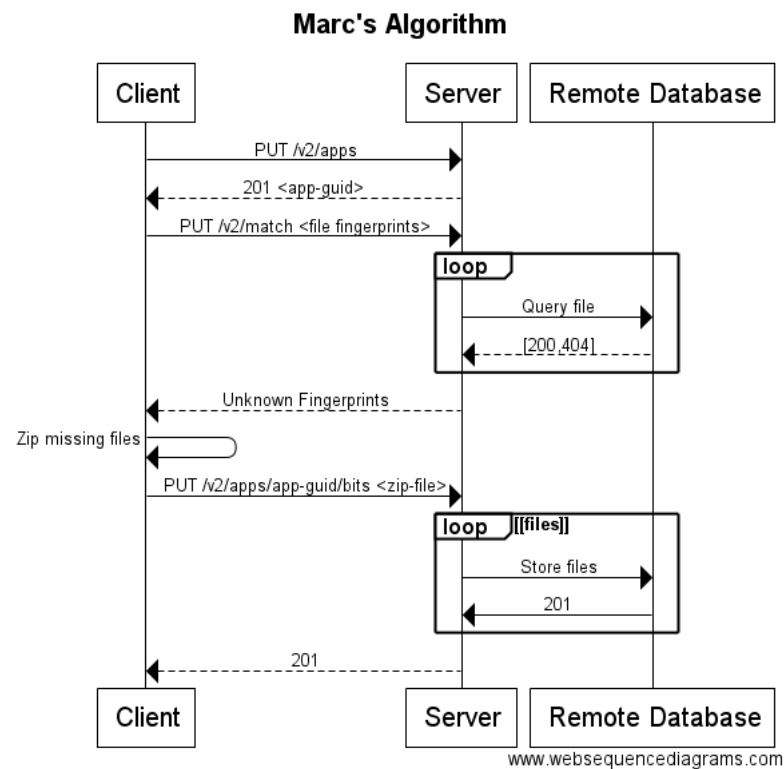 Marc's Algorithm
Client Server Remote Database
PUT /v2/apps
201 <app-guid>
PUT /v2/match <file fingerprints>
loop
Query file
[200,404]
Unknown Fingerprints
Zip missing files
PUT /v2/apps/app-guid/bits <zip-file>
loop [[files]]
Store files
201
201
Client Server Remote Database
www.websequencediagrams.com